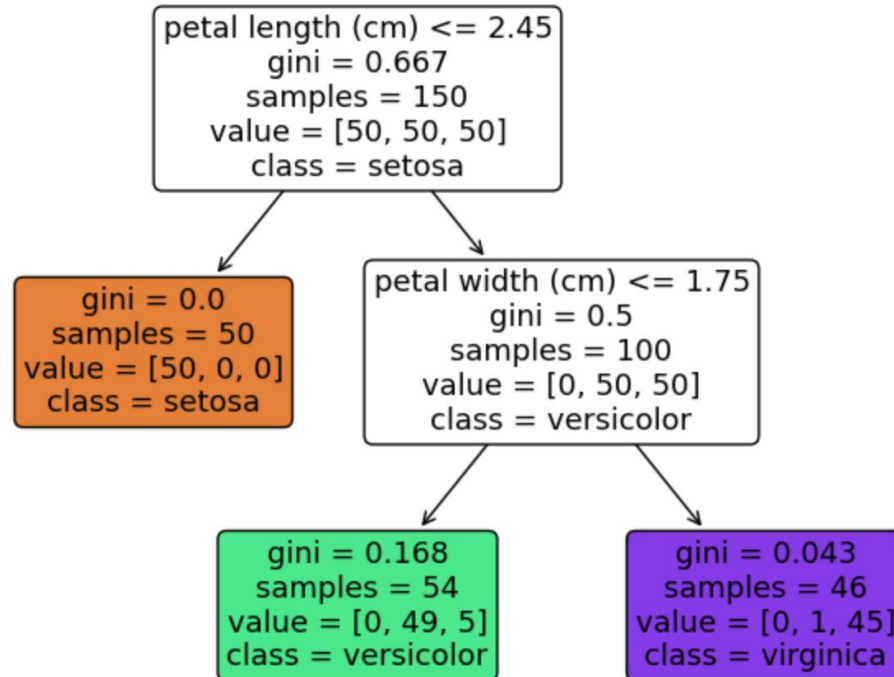 petal length (cm) <= 2.45
gini = 0.667
samples = 150
value = [50, 50, 50]
class = setosa
gini = 0.0
samples = 50
value = [50, 0, 0]
class = setosa
petal width (cm) <= 1.75
gini = 0.5
samples = 100
value = [0, 50, 50]
class = versicolor
gini = 0.168
samples = 54
value = [0, 49, 5]
class = versicolor
gini = 0.043
samples = 46
value = [0, 1, 45]
class = virginica